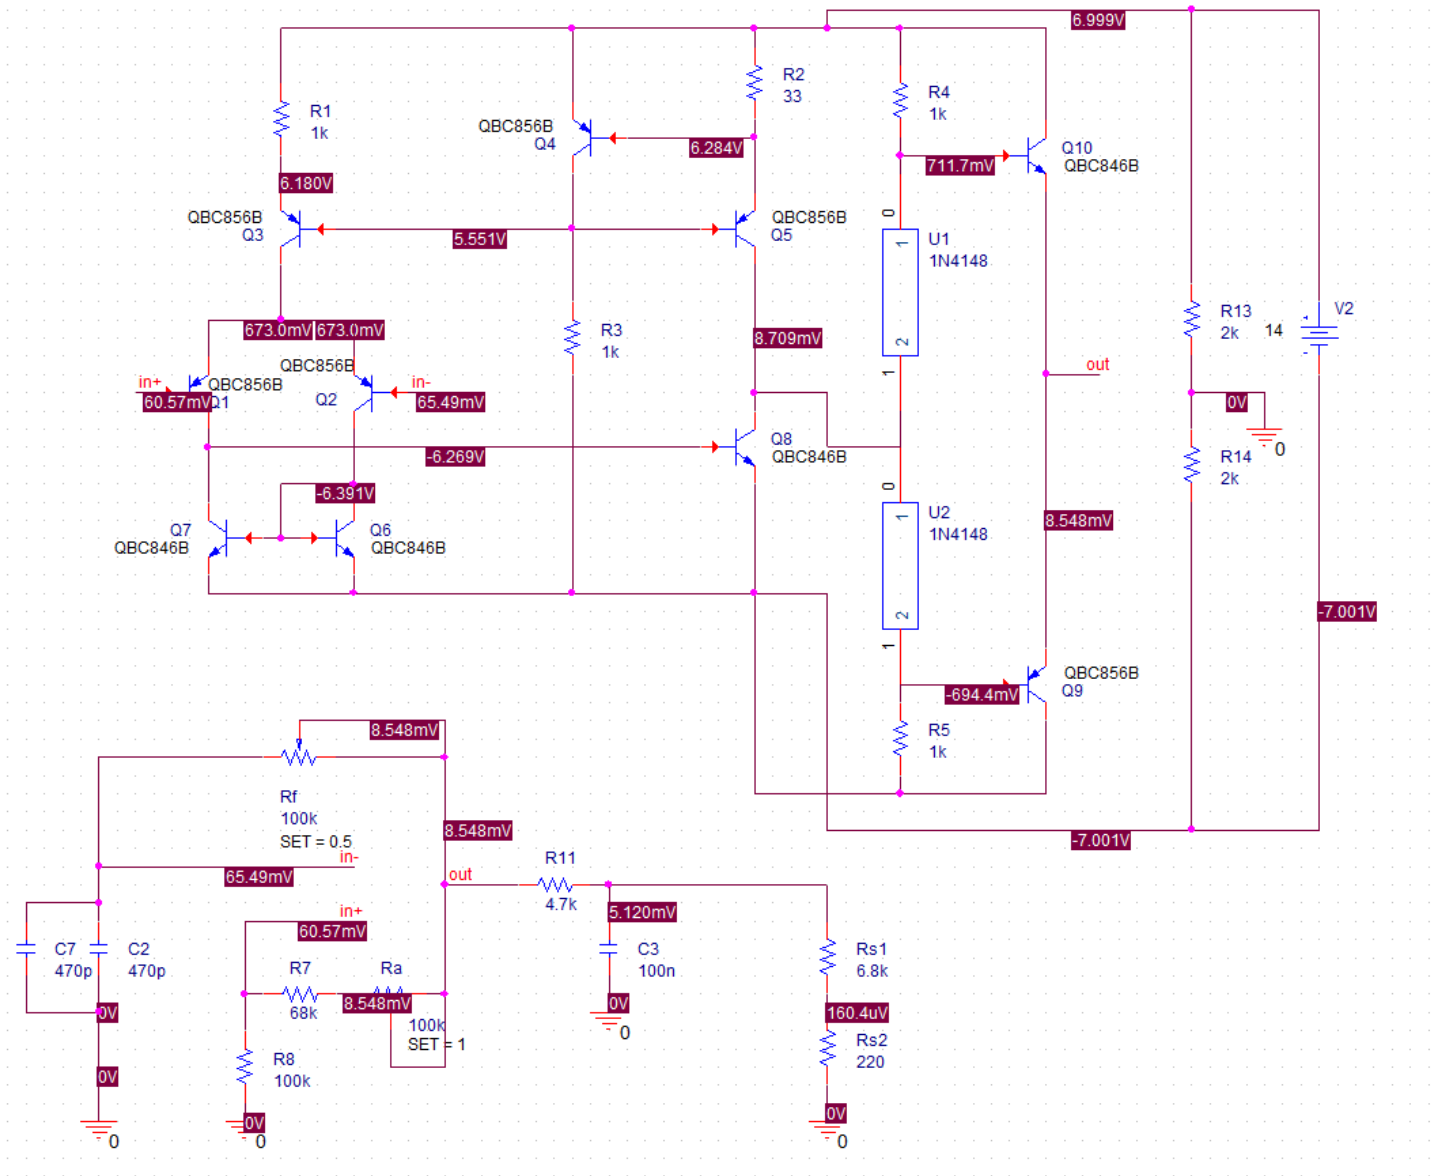 6.999V
R2
33
R1
1k
R4
1k
QBC856B
Q4
6.284V
711.7mV
Q10
QBC846B
6.180V
QBC856B
Q3
5.551V
QBC856B
Q5
0
1
U1
1N4148
2
1
673.0mV
673.0mV
R3
1k
8.709mV
R13
2k
14
V2
out
QBC856B
in+
QBC856B
60.57mV
Q1
Q2
in-
65.49mV
0V
0
-6.269V
Q8
QBC846B
R14
2k
-6.391V
0
1
U2
1N4148
2
1
Q7
QBC846B
Q6
QBC846B
8.548mV
-7.001V
QBC856B
Q9
-694.4mV
R5
1k
8.548mV
Rf
100k
SET = 0.5
8.548mV
-7.001V
in-
65.49mV
out
R11
4.7k
in+
60.57mV
5.120mV
C7
470p
C2
470p
R7
68k
Ra
8.548mV
100k
SET = 1
C3
100n
0V
0
Rs1
6.8k
160.4uV
Rs2
220
0V
0V
R8
100k
0V
0
0V
0
0V
0